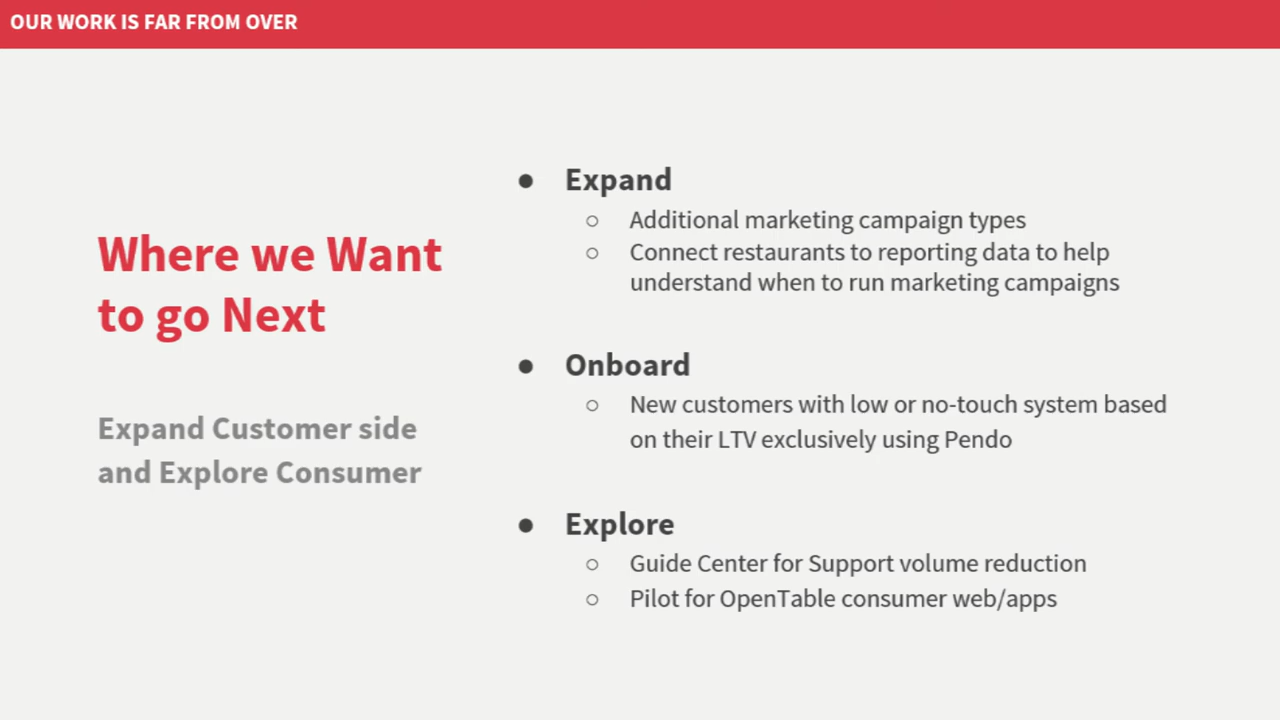 OUR WORK IS FAR FROM OVER
Where we Want
to go Next
Expand Customer side
and Explore Consumer
● Expand
○ Additional marketing campaign types
○ Connect restaurants to reporting data to help
understand when to run marketing campaigns
● Onboard
○ New customers with low or no-touch system based
on their LTV exclusively using Pendo
● Explore
○ Guide Center for Support volume reduction
○ Pilot for OpenTable consumer web/apps